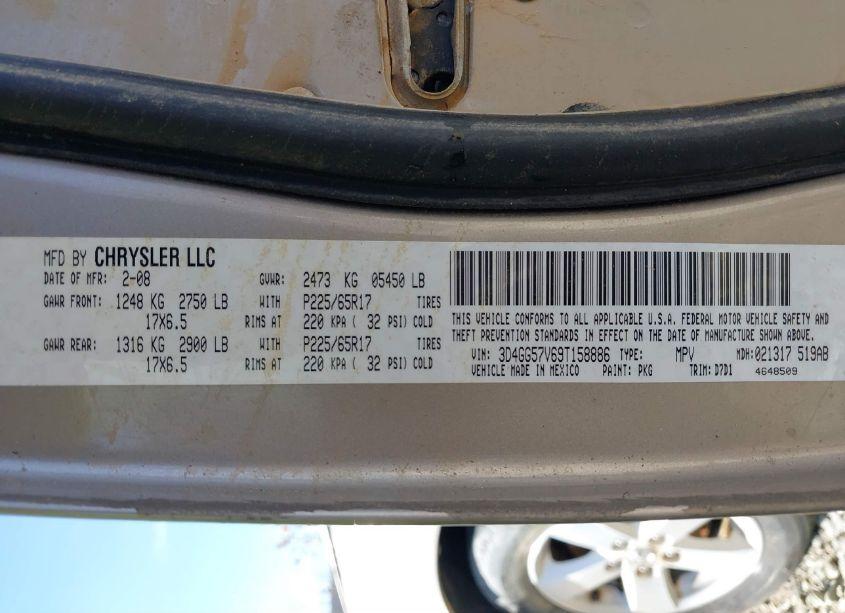 MFD BY CHRYSLER LLC
DATE OF MFR: 2-08 GVWR: 2473 KG 05450 LB
GAWR FRONT: 1248 KG 2750 LB WITH P225/65R17 TIRES
17X6.5 RIMS AT 220 KPA ( 32 PSI) COLD
GAWR REAR: 1316 KG 2900 LB WITH P225/65R17 TIRES
17X6.5 RIMS AT 220 KPA ( 32 PSI) COLD
THIS VEHICLE CONFORMS TO ALL APPLICABLE U.S.A. FEDERAL MOTOR VEHICLE SAFETY AND
THEFT PREVENTION STANDARDS IN EFFECT ON THE DATE OF MANUFACTURE SHOWN ABOVE.
VIN: 3D4GG57V69T158886 TYPE: MPV MDH:021317 519AB
VEHICLE MADE IN MEXICO PAINT: PKG TRIM: D7D1 4648509